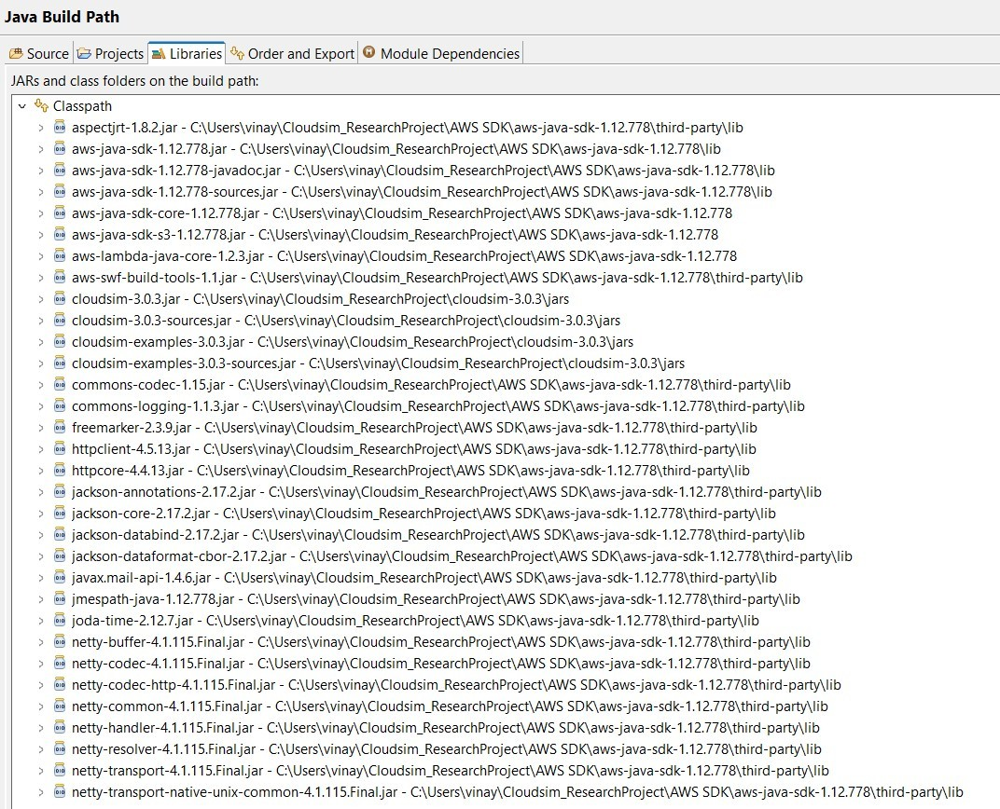 Java Build Path
Source Projects Libraries Order and Export Module Dependencies
JARs and class folders on the build path:
Classpath
aspectjrt-1.8.2.jar - C:\Users\vinay\Cloudsim_ResearchProject\AWS SDK\aws-java-sdk-1.12.778\third-party\lib
aws-java-sdk-1.12.778.jar - C:\Users\vinay\Cloudsim_ResearchProject\AWS SDK\aws-java-sdk-1.12.778\lib
aws-java-sdk-1.12.778-javadoc.jar - C:\Users\vinay\Cloudsim_ResearchProject\AWS SDK\aws-java-sdk-1.12.778\lib
aws-java-sdk-1.12.778-sources.jar - C:\Users\vinay\Cloudsim_ResearchProject\AWS SDK\aws-java-sdk-1.12.778\lib
aws-java-sdk-core-1.12.778.jar - C:\Users\vinay\Cloudsim_ResearchProject\AWS SDK\aws-java-sdk-1.12.778
aws-java-sdk-s3-1.12.778.jar - C:\Users\vinay\Cloudsim_ResearchProject\AWS SDK\aws-java-sdk-1.12.778
aws-lambda-java-core-1.2.3.jar - C:\Users\vinay\Cloudsim_ResearchProject\AWS SDK\aws-java-sdk-1.12.778
aws-swf-build-tools-1.1.jar - C:\Users\vinay\Cloudsim_ResearchProject\AWS SDK\aws-java-sdk-1.12.778\third-party\lib
cloudsim-3.0.3.jar - C:\Users\vinay\Cloudsim_ResearchProject\cloudsim-3.0.3\jars
cloudsim-3.0.3-sources.jar - C:\Users\vinay\Cloudsim_ResearchProject\cloudsim-3.0.3\jars
cloudsim-examples-3.0.3.jar - C:\Users\vinay\Cloudsim_ResearchProject\cloudsim-3.0.3\jars
cloudsim-examples-3.0.3-sources.jar - C:\Users\vinay\Cloudsim_ResearchProject\cloudsim-3.0.3\jars
commons-codec-1.15.jar - C:\Users\vinay\Cloudsim_ResearchProject\AWS SDK\aws-java-sdk-1.12.778\third-party\lib
commons-logging-1.1.3.jar - C:\Users\vinay\Cloudsim_ResearchProject\AWS SDK\aws-java-sdk-1.12.778\third-party\lib
freemarker-2.3.9.jar - C:\Users\vinay\Cloudsim_ResearchProject\AWS SDK\aws-java-sdk-1.12.778\third-party\lib
httpclient-4.5.13.jar - C:\Users\vinay\Cloudsim_ResearchProject\AWS SDK\aws-java-sdk-1.12.778\third-party\lib
httpcore-4.4.13.jar - C:\Users\vinay\Cloudsim_ResearchProject\AWS SDK\aws-java-sdk-1.12.778\third-party\lib
jackson-annotations-2.17.2.jar - C:\Users\vinay\Cloudsim_ResearchProject\AWS SDK\aws-java-sdk-1.12.778\third-party\lib
jackson-core-2.17.2.jar - C:\Users\vinay\Cloudsim_ResearchProject\AWS SDK\aws-java-sdk-1.12.778\third-party\lib
jackson-databind-2.17.2.jar - C:\Users\vinay\Cloudsim_ResearchProject\AWS SDK\aws-java-sdk-1.12.778\third-party\lib
jackson-dataformat-cbor-2.17.2.jar - C:\Users\vinay\Cloudsim_ResearchProject\AWS SDK\aws-java-sdk-1.12.778\third-party\lib
javax.mail-api-1.4.6.jar - C:\Users\vinay\Cloudsim_ResearchProject\AWS SDK\aws-java-sdk-1.12.778\third-party\lib
jmespath-java-1.12.778.jar - C:\Users\vinay\Cloudsim_ResearchProject\AWS SDK\aws-java-sdk-1.12.778\third-party\lib
joda-time-2.12.7.jar - C:\Users\vinay\Cloudsim_ResearchProject\AWS SDK\aws-java-sdk-1.12.778\third-party\lib
netty-buffer-4.1.115.Final.jar - C:\Users\vinay\Cloudsim_ResearchProject\AWS SDK\aws-java-sdk-1.12.778\third-party\lib
netty-codec-4.1.115.Final.jar - C:\Users\vinay\Cloudsim_ResearchProject\AWS SDK\aws-java-sdk-1.12.778\third-party\lib
netty-codec-http-4.1.115.Final.jar - C:\Users\vinay\Cloudsim_ResearchProject\AWS SDK\aws-java-sdk-1.12.778\third-party\lib
netty-common-4.1.115.Final.jar - C:\Users\vinay\Cloudsim_ResearchProject\AWS SDK\aws-java-sdk-1.12.778\third-party\lib
netty-handler-4.1.115.Final.jar - C:\Users\vinay\Cloudsim_ResearchProject\AWS SDK\aws-java-sdk-1.12.778\third-party\lib
netty-resolver-4.1.115.Final.jar - C:\Users\vinay\Cloudsim_ResearchProject\AWS SDK\aws-java-sdk-1.12.778\third-party\lib
netty-transport-4.1.115.Final.jar - C:\Users\vinay\Cloudsim_ResearchProject\AWS SDK\aws-java-sdk-1.12.778\third-party\lib
netty-transport-native-unix-common-4.1.115.Final.jar - C:\Users\vinay\Cloudsim_ResearchProject\AWS SDK\aws-java-sdk-1.12.778\third-party\lib